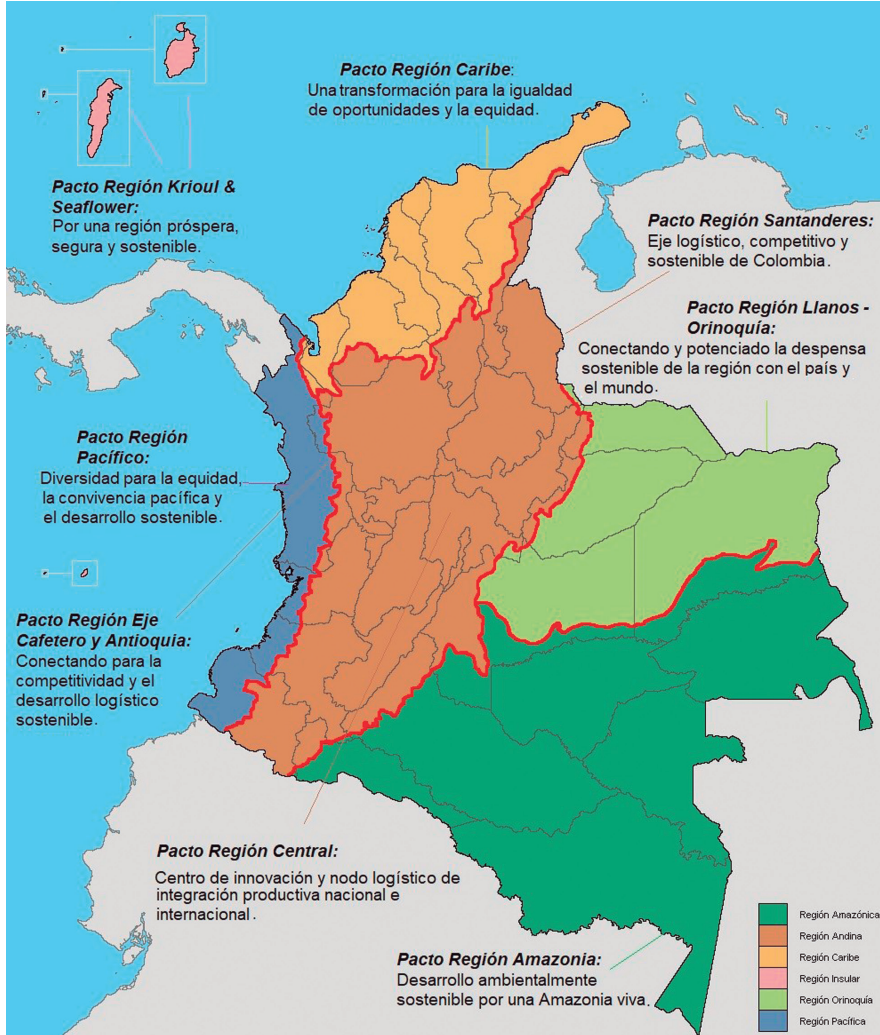 Pacto Región Caribe:
Una transformación para la igualdad
de oportunidades y la equidad.
Pacto Región Krioul &
Seaflower:
Por una región próspera,
segura y sostenible.
Pacto Región Santanderes:
Eje logístico, competitivo y
sostenible de Colombia.
Pacto Región Llanos -
Orinoquía:
Conectando y potenciado la despensa
sostenible de la región con el país y
el mundo.
Pacto Región
Pacífico:
Diversidad para la equidad,
la convivencia pacífica y
el desarrollo sostenible.
Pacto Región Eje
Cafetero y Antioquia:
Conectando para la
competitividad y el
desarrollo logístico
sostenible.
Pacto Región Central:
Centro de innovación y nodo logístico de
integración productiva nacional e
internacional.
Pacto Región Amazonia:
Desarrollo ambientalmente
sostenible por una Amazonia viva.
Región Amazónica
Región Andina
Región Caribe
Región Insular
Región Orinoquía
Región Pacífica